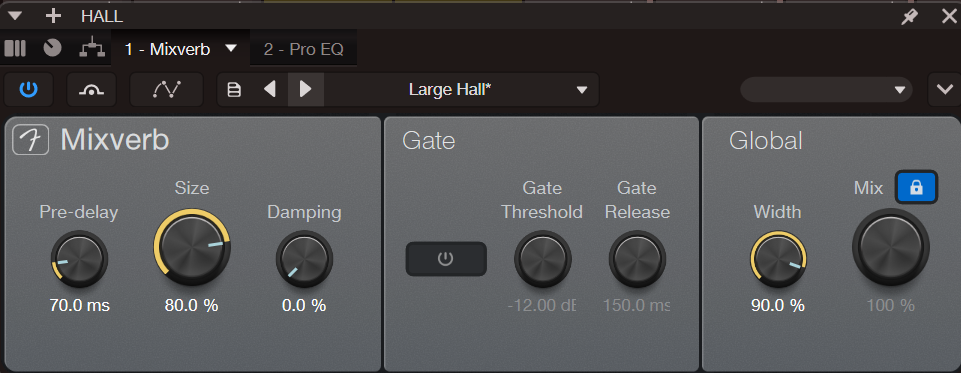 HALL
1 - Mixverb
2 - Pro EQ
Large Hall*
Mixverb
Gate
Global
Size
Pre-delay
Damping
Gate Threshold
Gate Release
Mix
Width
70.0 ms
80.0 %
0.0 %
-12.00 dB
150.0 ms
90.0 %
100 %